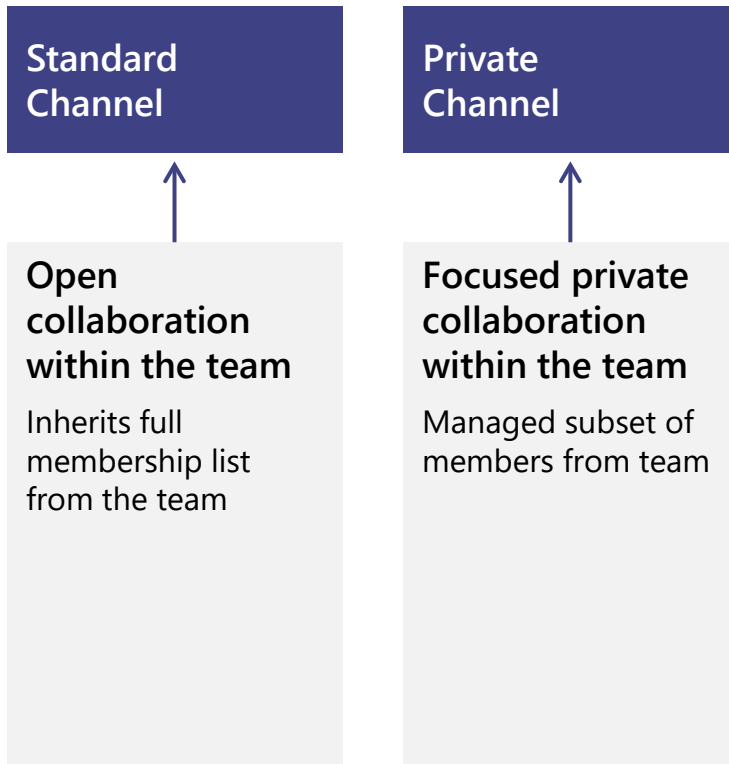 Standard
Channel
Open
collaboration
within the team
Inherits full
membership list
from the team
Private
Channel
Focused private
collaboration
within the team
Managed subset of
members from team